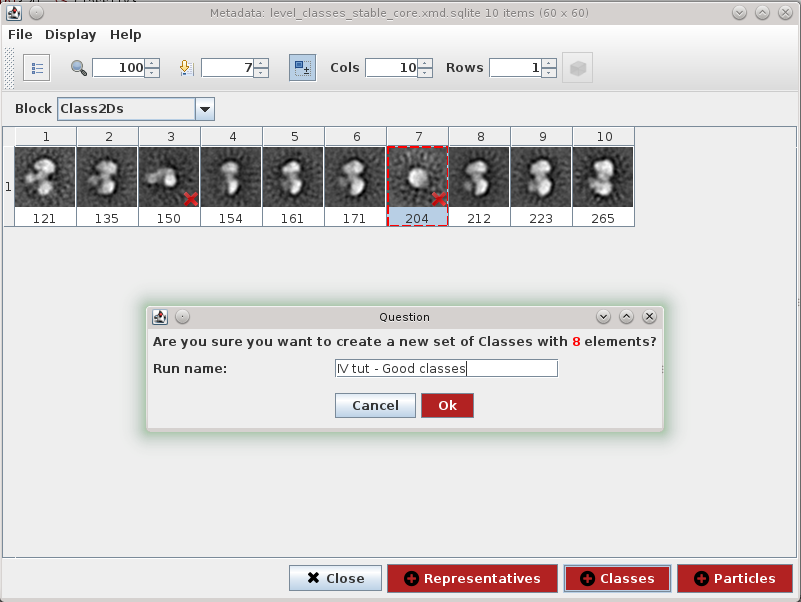 Metadata: level_classes_stable_core.xmd.sqlite 10 items (60 x 60)
File Display Help
100 7 Cols 10 Rows 1
Block Class2Ds
1 2 3 4 5 6 7 8 9 10
1
121 135 150 154 161 171 204 212 223 265
Question
Are you sure you want to create a new set of Classes with 8 elements?
Run name: IV tut - Good classes
Cancel Ok
Close Representatives Classes Particles